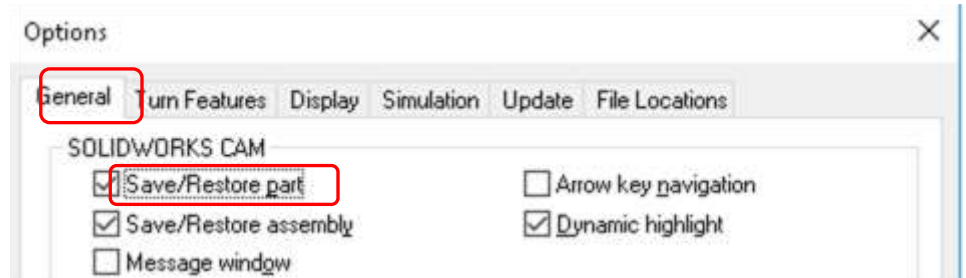 Options
General Turn Features Display Simulation Update File Locations
SOLIDWORKS CAM
Save/Restore part Arrow key navigation
Save/Restore assembly Dynamic highlight
Message window